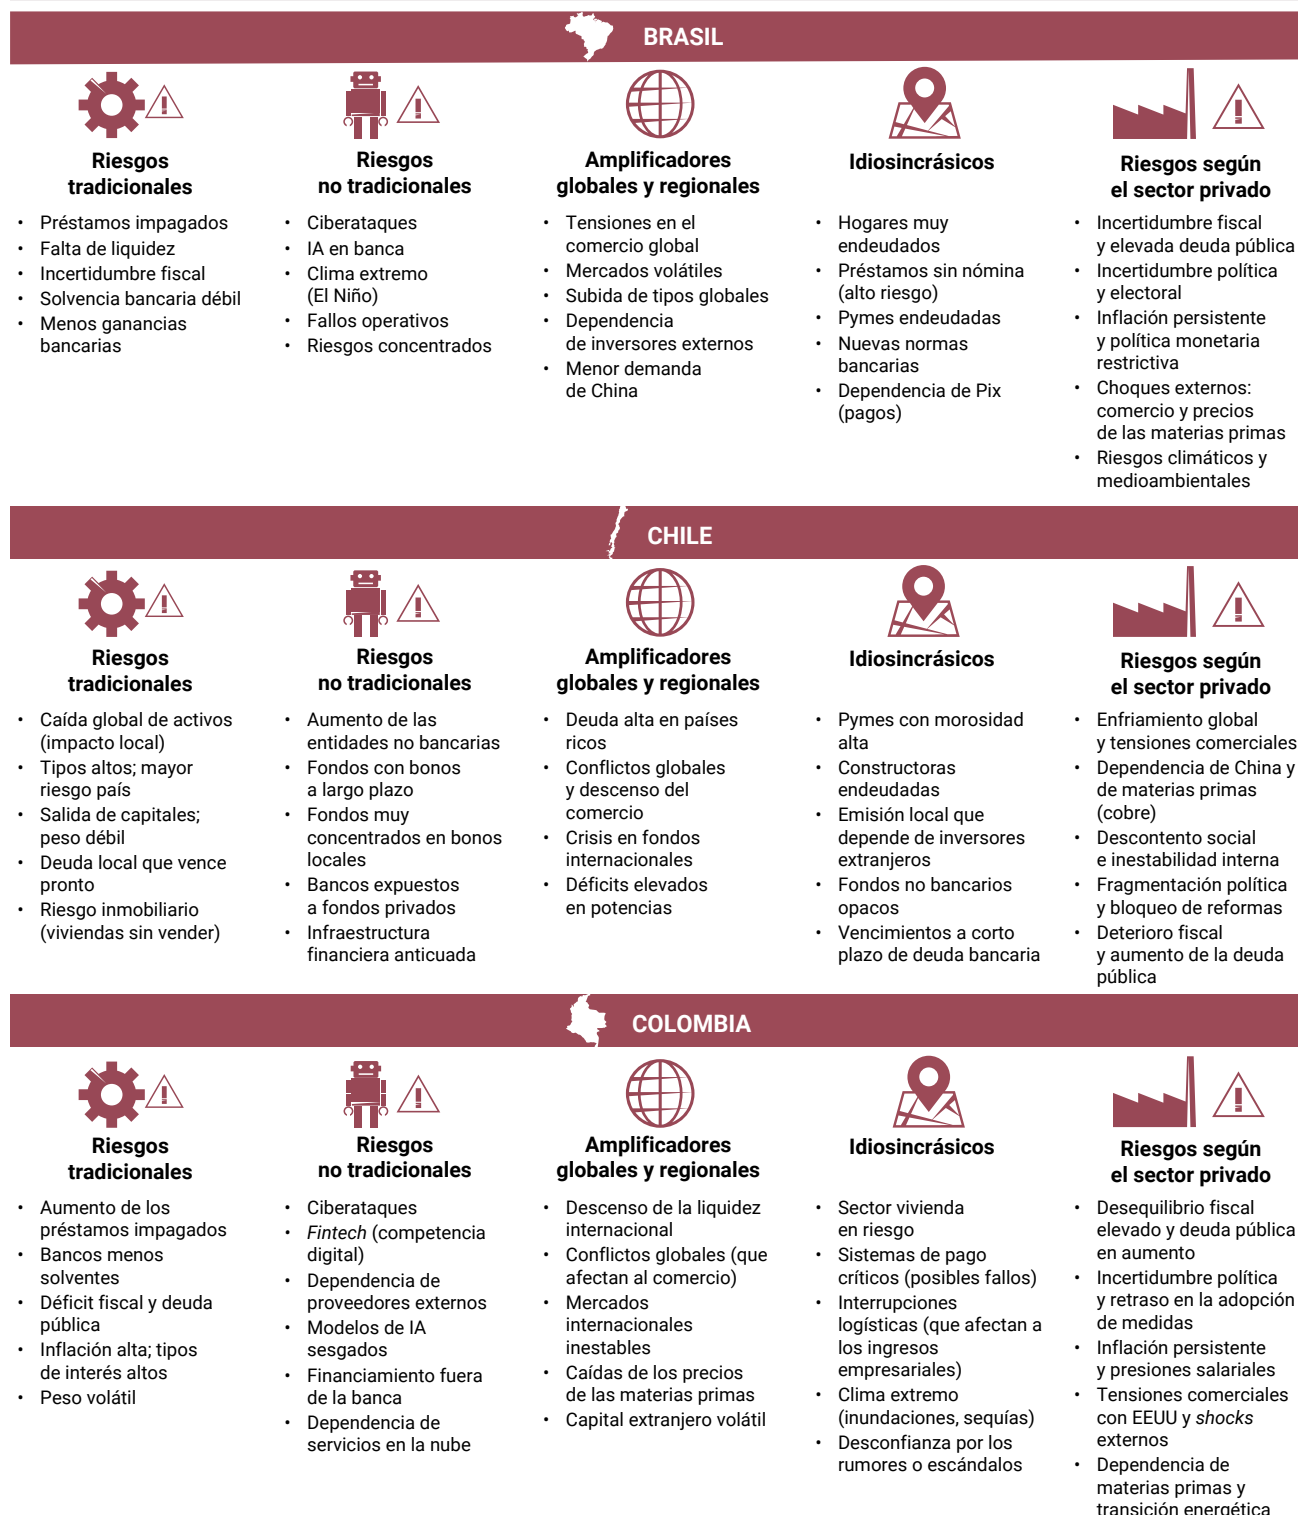 BRASIL
Riesgos
tradicionales
• Préstamos impagados
• Falta de liquidez
• Incertidumbre fiscal
• Solvencia bancaria débil
• Menos ganancias
bancarias
Riesgos
no tradicionales
• Ciberataques
• IA en banca
• Clima extremo
(El Niño)
• Fallos operativos
• Riesgos concentrados
Amplificadores
globales y regionales
• Tensiones en el
comercio global
• Mercados volátiles
• Subida de tipos globales
• Dependencia
de inversores externos
• Menor demanda
de China
Idiosincrásicos
• Hogares muy
endeudados
• Préstamos sin nómina
(alto riesgo)
• Pymes endeudadas
• Nuevas normas
bancarias
• Dependencia de Pix
(pagos)
Riesgos según
el sector privado
• Incertidumbre fiscal
y elevada deuda pública
• Incertidumbre política
y electoral
• Inflación persistente
y política monetaria
restrictiva
• Choques externos:
comercio y precios
de las materias primas
• Riesgos climáticos y
medioambientales
CHILE
Riesgos
tradicionales
• Caída global de activos
(impacto local)
• Tipos altos; mayor
riesgo país
• Salida de capitales;
peso débil
• Deuda local que vence
pronto
• Riesgo inmobiliario
(viviendas sin vender)
Riesgos
no tradicionales
• Aumento de las
entidades no bancarias
• Fondos con bonos
a largo plazo
• Fondos muy
concentrados en bonos
locales
• Bancos expuestos
a fondos privados
• Infraestructura
financiera anticuada
Amplificadores
globales y regionales
• Deuda alta en países
ricos
• Conflictos globales
y descenso del
comercio
• Crisis en fondos
internacionales
• Déficits elevados
en potencias
Idiosincrásicos
• Pymes con morosidad
alta
• Constructoras
endeudadas
• Emisión local que
depende de inversores
extranjeros
• Fondos no bancarios
opacos
• Vencimientos a corto
plazo de deuda bancaria
Riesgos según
el sector privado
• Enfriamiento global
y tensiones comerciales
• Dependencia de China y
de materias primas
(cobre)
• Descontento social
e inestabilidad interna
• Fragmentación política
y bloqueo de reformas
• Deterioro fiscal
y aumento de la deuda
pública
COLOMBIA
Riesgos
tradicionales
• Aumento de los
préstamos impagados
• Bancos menos
solventes
• Déficit fiscal y deuda
pública
• Inflación alta; tipos
de interés altos
• Peso volátil
Riesgos
no tradicionales
• Ciberataques
• Fintech (competencia
digital)
• Dependencia de
proveedores externos
• Modelos de IA
sesgados
• Financiamiento fuera
de la banca
• Dependencia de
servicios en la nube
Amplificadores
globales y regionales
• Descenso de la liquidez
internacional
• Conflictos globales (que
afectan al comercio)
• Mercados
internacionales
inestables
• Caídas de los precios
de las materias primas
• Capital extranjero volátil
Idiosincrásicos
• Sector vivienda
en riesgo
• Sistemas de pago
críticos (posibles fallos)
• Interrupciones
logísticas (que afectan a
los ingresos
empresariales)
• Clima extremo
(inundaciones, sequías)
• Desconfianza por los
rumores o escándalos
Riesgos según
el sector privado
• Desequilibrio fiscal
elevado y deuda pública
en aumento
• Incertidumbre política
y retraso en la adopción
de medidas
• Inflación persistente
y presiones salariales
• Tensiones comerciales
con EEUU y shocks
externos
• Dependencia de
materias primas y
transición energética